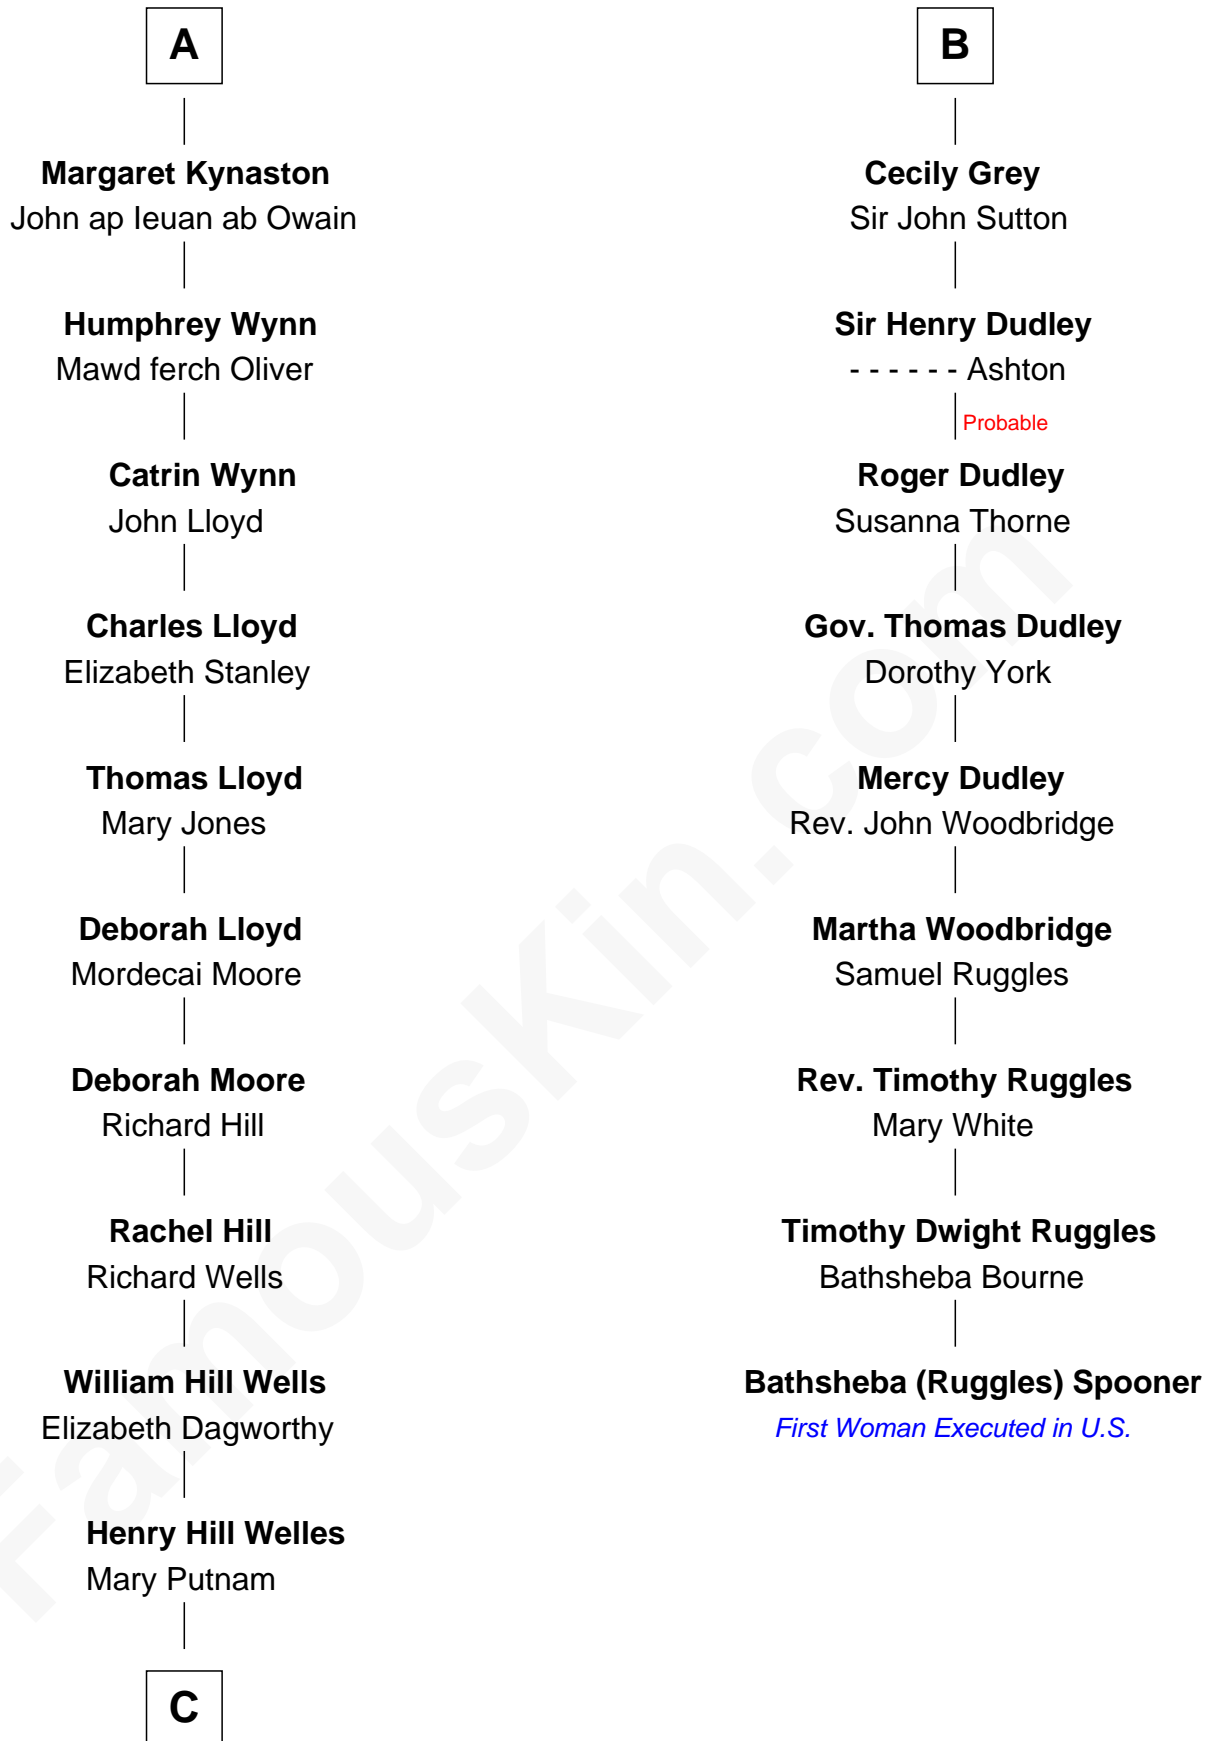 A
Margaret Kynaston
John ap Ieuan ab Owain
Humphrey Wynn
Mawd ferch Oliver
Catrin Wynn
John Lloyd
Charles Lloyd
Elizabeth Stanley
Thomas Lloyd
Mary Jones
Deborah Lloyd
Mordecai Moore
Deborah Moore
Richard Hill
Rachel Hill
Richard Wells
William Hill Wells
Elizabeth Dagworthy
Henry Hill Welles
Mary Putnam
C
B
Cecily Grey
Sir John Sutton
Sir Henry Dudley
- - - - - - Ashton
Probable
Roger Dudley
Susanna Thorne
Gov. Thomas Dudley
Dorothy York
Mercy Dudley
Rev. John Woodbridge
Martha Woodbridge
Samuel Ruggles
Rev. Timothy Ruggles
Mary White
Timothy Dwight Ruggles
Bathsheba Bourne
Bathsheba (Ruggles) Spooner
First Woman Executed in U.S.
FamousKin.com